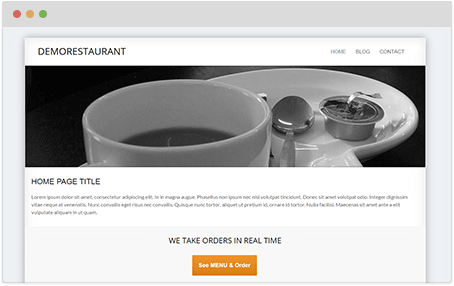 DEMORESTAURANT
HOME BLOG CONTACT
HOME PAGE TITLE
Lorem ipsum dolor sit amet, consectetur adipiscing elit. In in magna augue. Phasellus non ipsum nec nisl volutpat tincidunt. Donec sit amet volutpat odio. Integer dignissim
vitae neque at venenatis. Nunc convallis eget risus nec convallis. Quisque nunc tortor, aliquet ut pretium id, ornare id tortor. Nulla facilisi. Maecenas sit amet ante a elit
vulputate aliquam in ut quam.
WE TAKE ORDERS IN REAL TIME
See MENU & Order